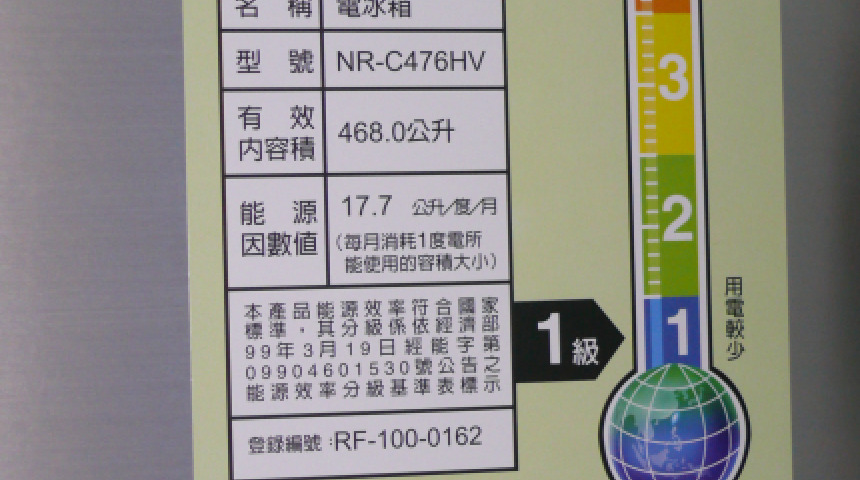 名 稱 電冰箱
型 號 NR-C476HV
有 效
內容積 468.0公升
能 源
因數值 17.7 公升/度/月
(每月消耗1度電所
能使用的容積大小)
本產品能源效率符合國家
標準，其分級係依經濟部
99年3月19日經能字第
09904601530號公告之
能源效率分級基準表標示
登錄編號:RF-100-0162
3
2
1
1級
用電較少